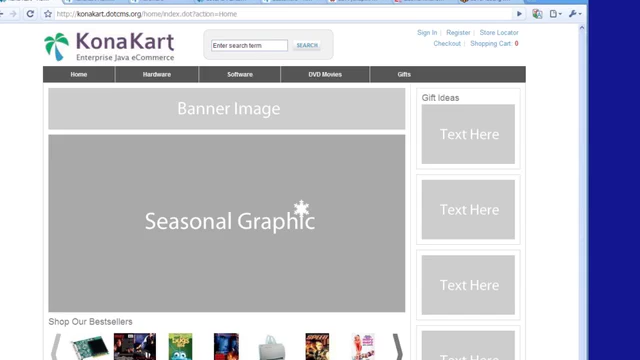 http://konakart.dotcms.org/home/index.dot?action=Home
KonaKart
Enterprise Java eCommerce
Enter search term
SEARCH
Sign In | Register | Store Locator
Checkout | Shopping Cart: 0
Home
Hardware
Software
DVD Movies
Gifts
Banner Image
Seasonal Graphic
Gift Ideas
Text Here
Text Here
Text Here
Text Here
Shop Our Bestsellers